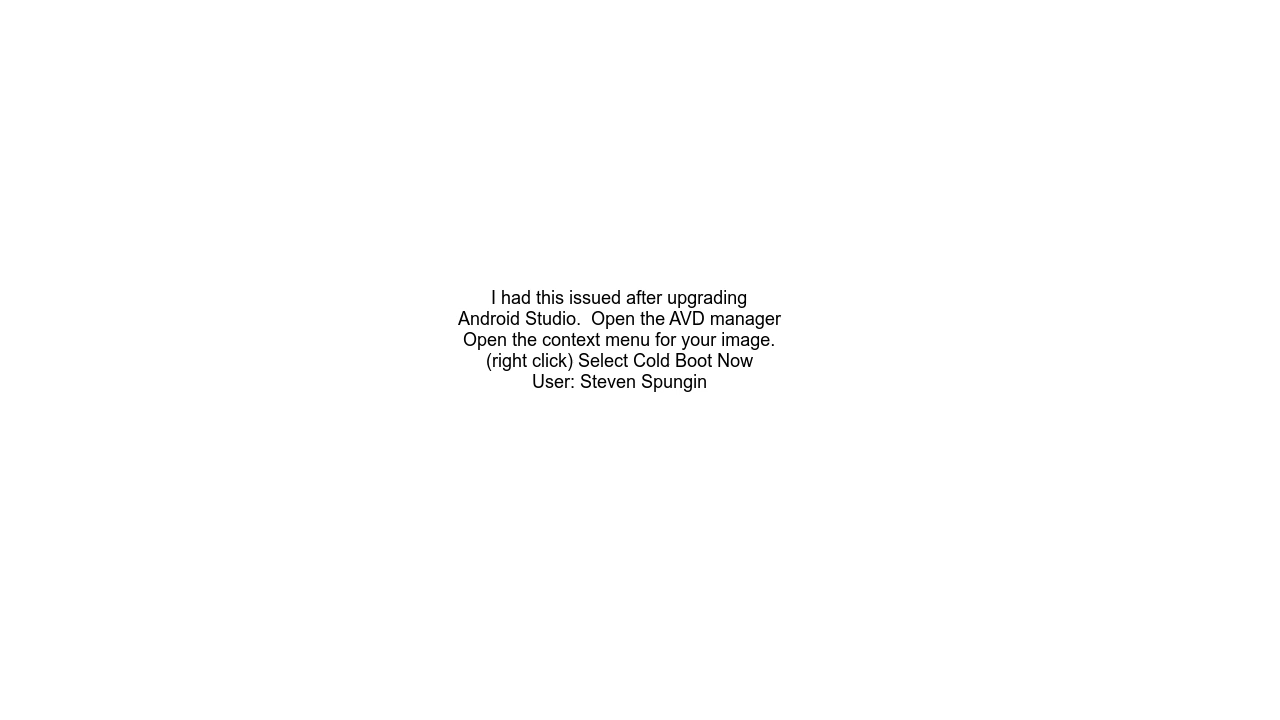 I had this issued after upgrading
Android Studio.  Open the AVD manager
Open the context menu for your image.
(right click) Select Cold Boot Now
User: Steven Spungin